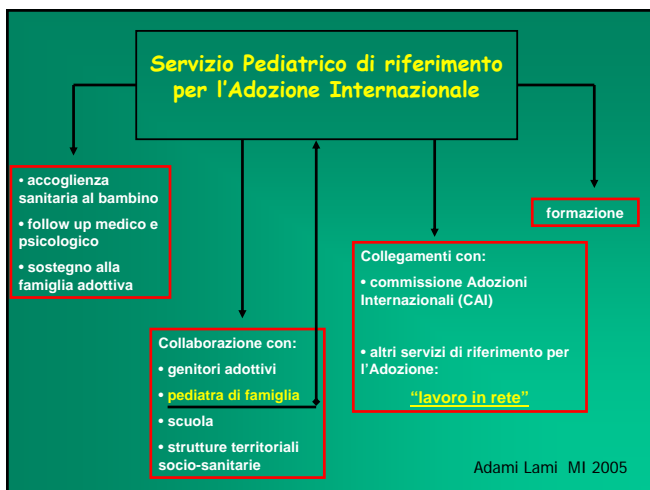 Servizio Pediatrico di riferimento
per l'Adozione Internazionale
• accoglienza
sanitaria al bambino
• follow up medico e
psicologico
• sostegno alla
famiglia adottiva
Collaborazione con:
• genitori adottivi
• pediatra di famiglia
• scuola
• strutture territoriali
socio-sanitarie
Collegamenti con:
• commissione Adozioni
Internazionali (CAI)
• altri servizi di riferimento per
l'Adozione:
“lavoro in rete”
formazione
Adami Lami MI 2005